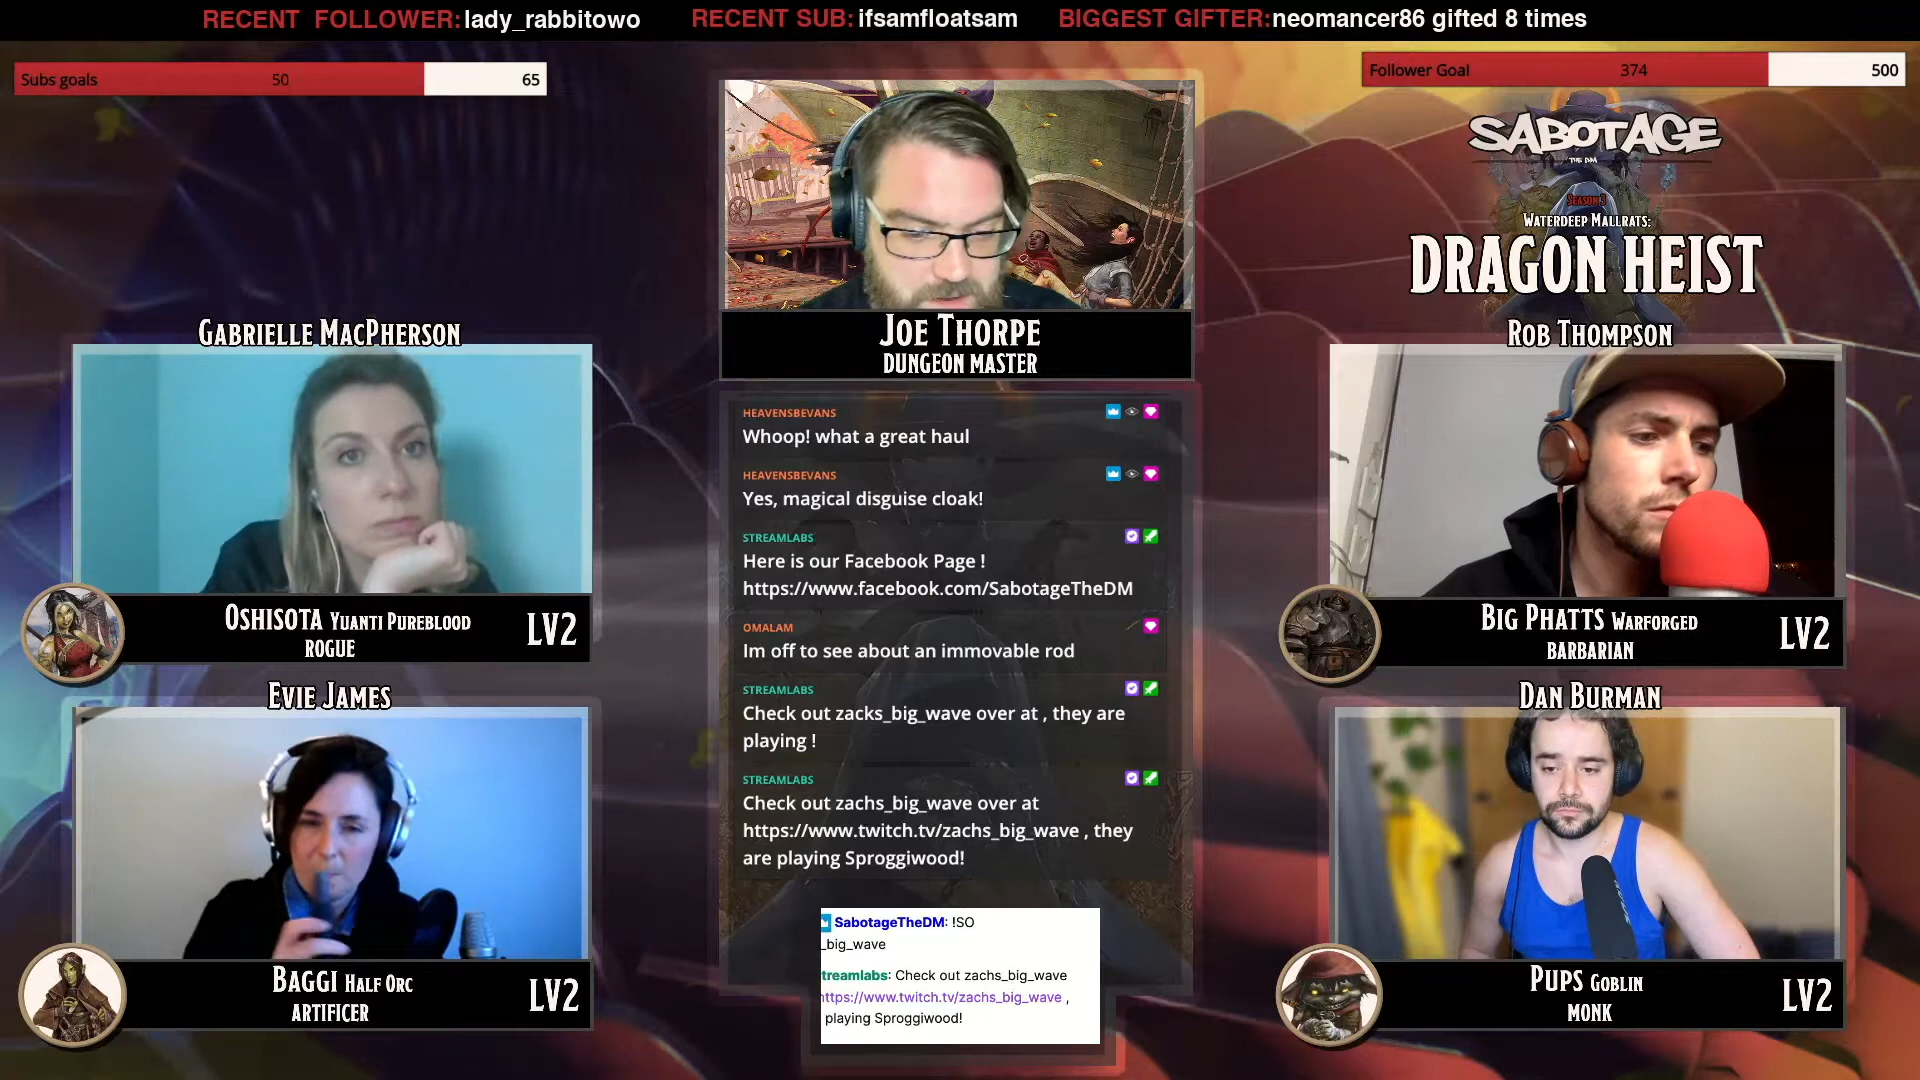 RECENT FOLLOWER: lady_rabbitowo
RECENT SUB: ifsamfloatsam
BIGGEST GIFTER: neomancer86 gifted 8 times
Subs goals 50 65
Follower Goal 374 500
SABOTAGE
THE DM
SEASON 1
WATERDEEP MALLRATS:
DRAGON HEIST
JOE THORPE
DUNGEON MASTER
GABRIELLE MACPHERSON
OSHISOTA YUANTI PUREBLOOD
ROGUE
LV2
EVIE JAMES
BAGGI HALF ORC
ARTIFICER
LV2
HEAVENSBEVANS
Whoop! what a great haul
HEAVENSBEVANS
Yes, magical disguise cloak!
STREAMLABS
Here is our Facebook Page !
https://www.facebook.com/SabotageTheDM
OMALAM
Im off to see about an immovable rod
STREAMLABS
Check out zacks_big_wave over at , they are
playing !
STREAMLABS
Check out zachs_big_wave over at
https://www.twitch.tv/zachs_big_wave , they
are playing Sproggiwood!
SabotageTheDM: !SO
_big_wave
treamlabs: Check out zachs_big_wave
https://www.twitch.tv/zachs_big_wave ,
playing Sproggiwood!
ROB THOMPSON
BIG PHATTS WARFORGED
BARBARIAN
LV2
DAN BURMAN
PUPS GOBLIN
MONK
LV2